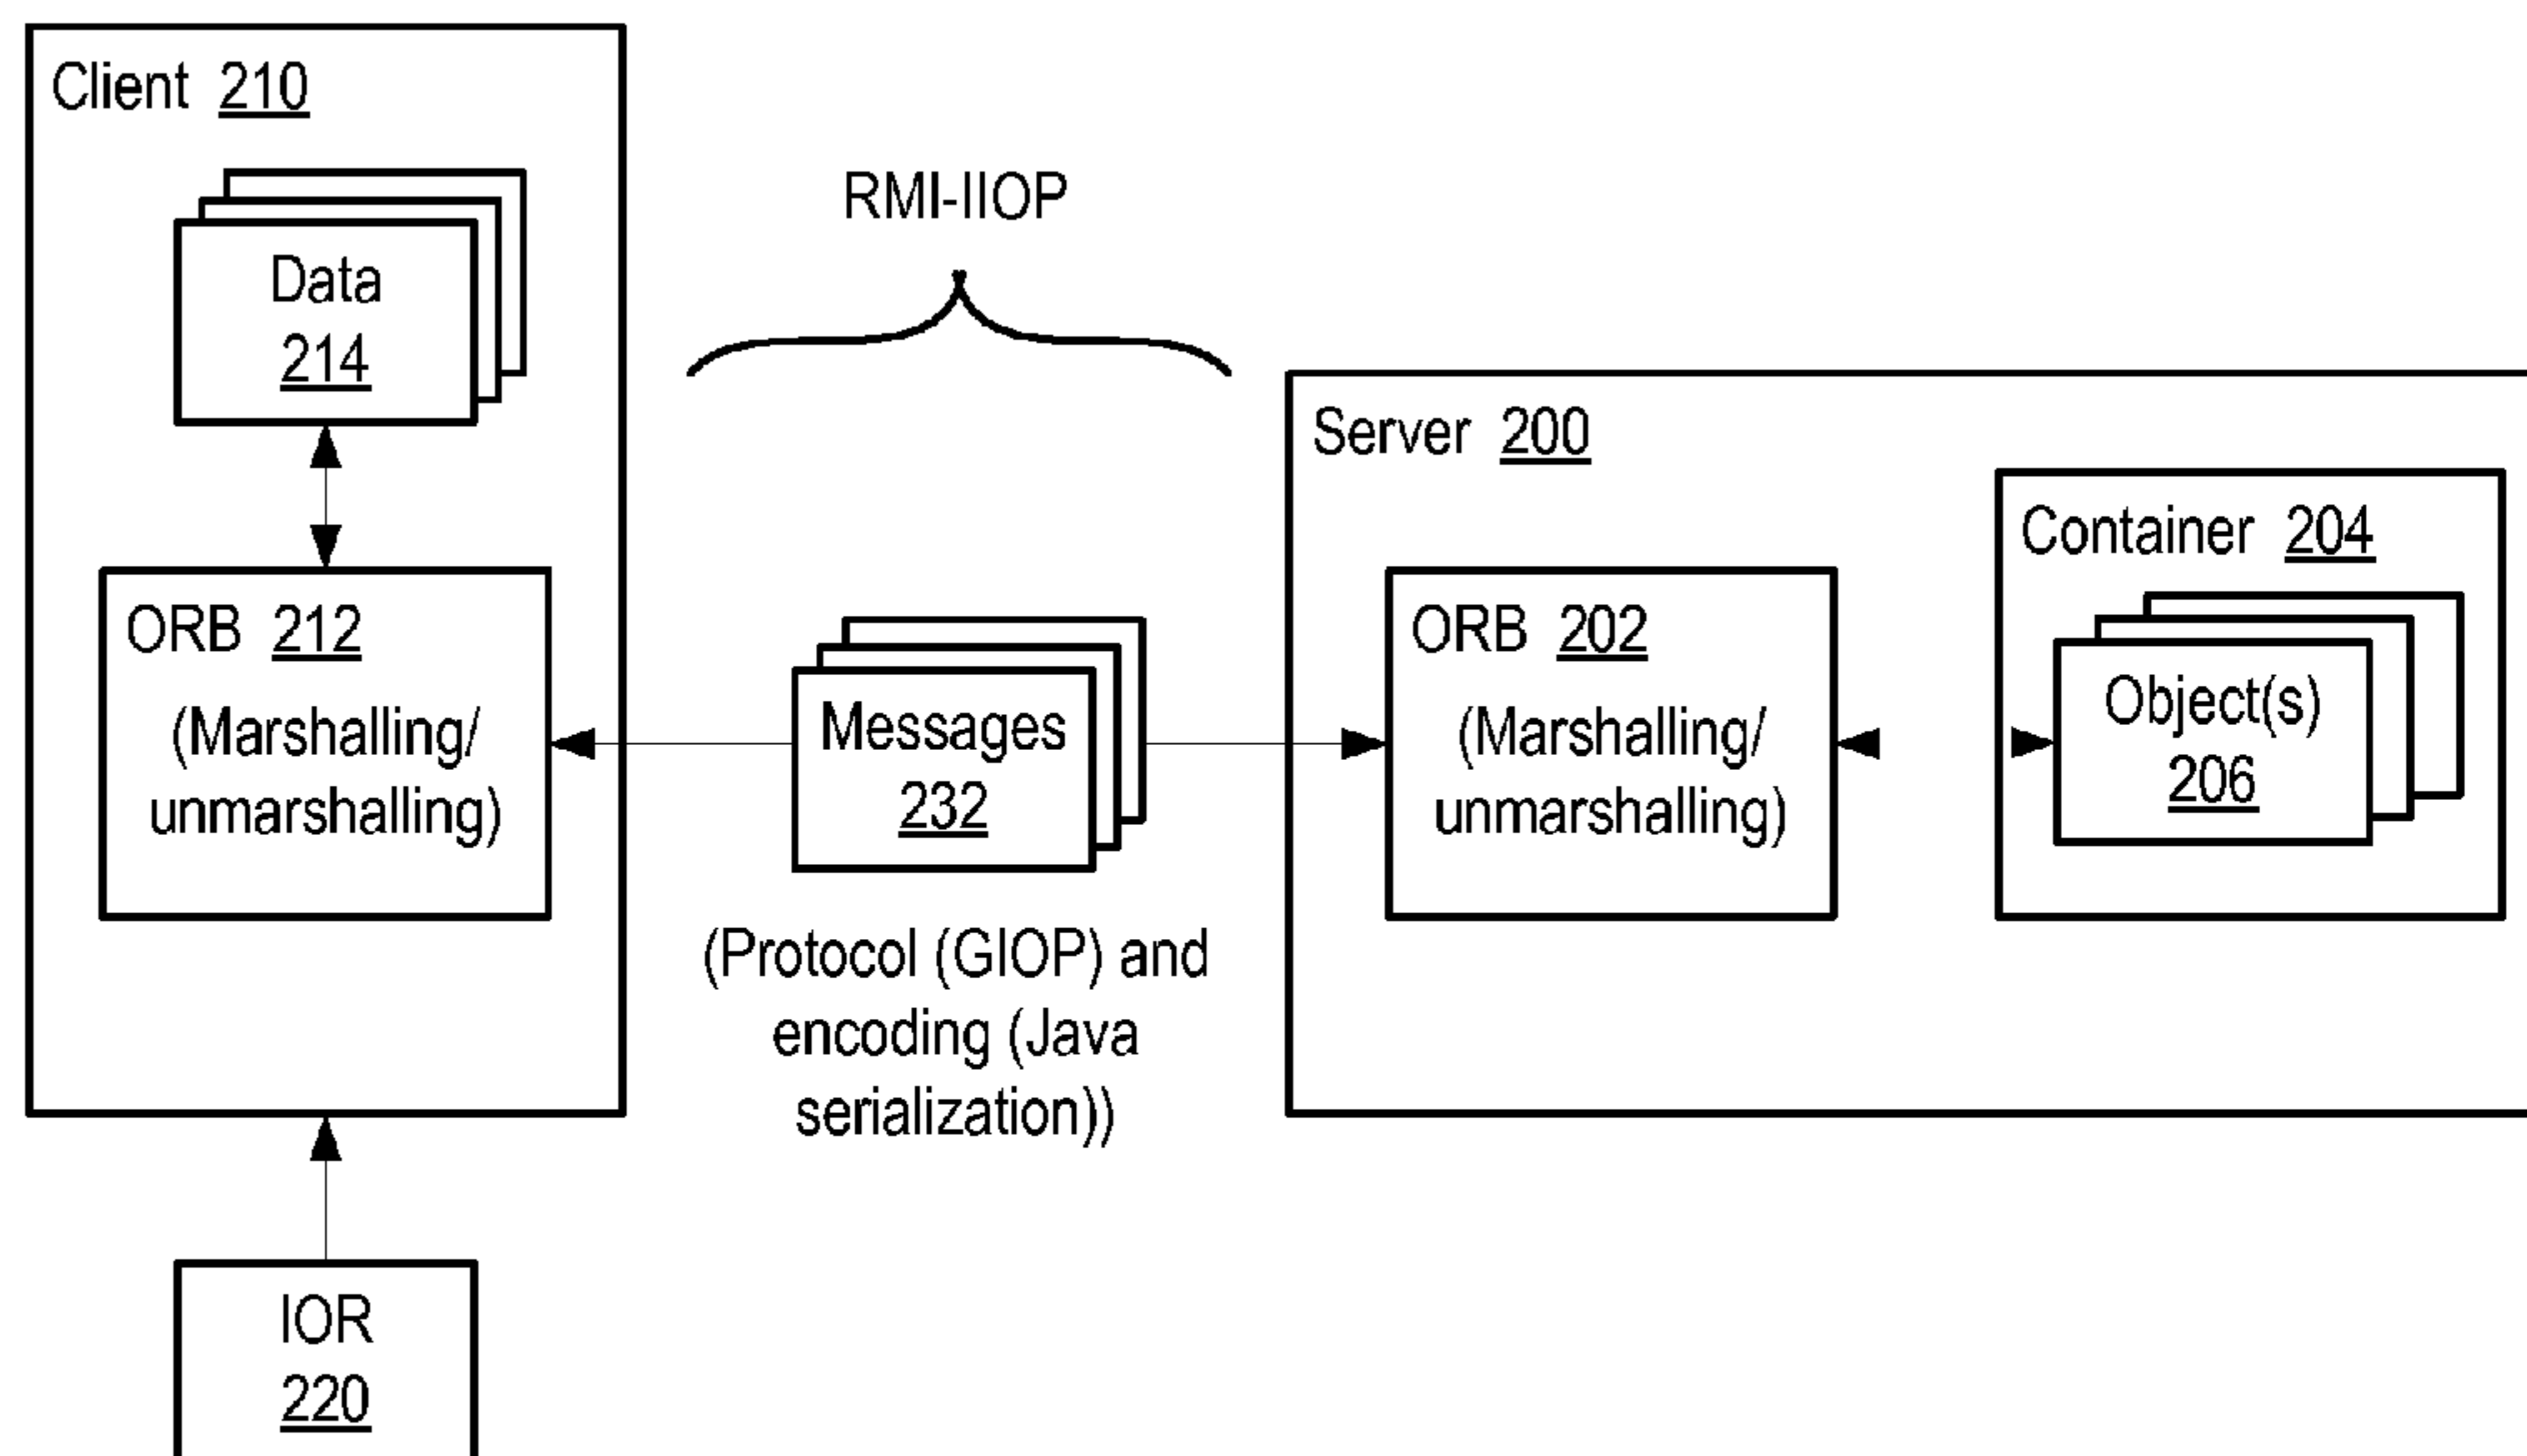 Client 210
Data
214
ORB 212
(Marshalling/
unmarshalling)
IOR
220
RMI-IIOP
Messages
232
(Protocol (GIOP) and
encoding (Java
serialization))
Server 200
ORB 202
(Marshalling/
unmarshalling)
Container 204
Object(s)
206